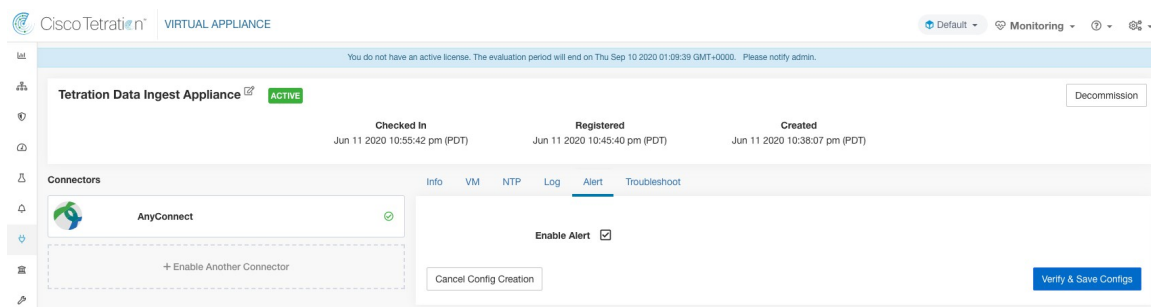 Cisco Tetration™ VIRTUAL APPLIANCE Default Monitoring ?
You do not have an active license. The evaluation period will end on Thu Sep 10 2020 01:09:39 GMT+0000. Please notify admin.
Tetration Data Ingest Appliance ACTIVE Decommission
Checked In Registered Created
Jun 11 2020 10:55:42 pm (PDT) Jun 11 2020 10:45:40 pm (PDT) Jun 11 2020 10:38:07 pm (PDT)
Connectors Info VM NTP Log Alert Troubleshoot
AnyConnect
Enable Alert
+ Enable Another Connector
Cancel Config Creation Verify & Save Configs